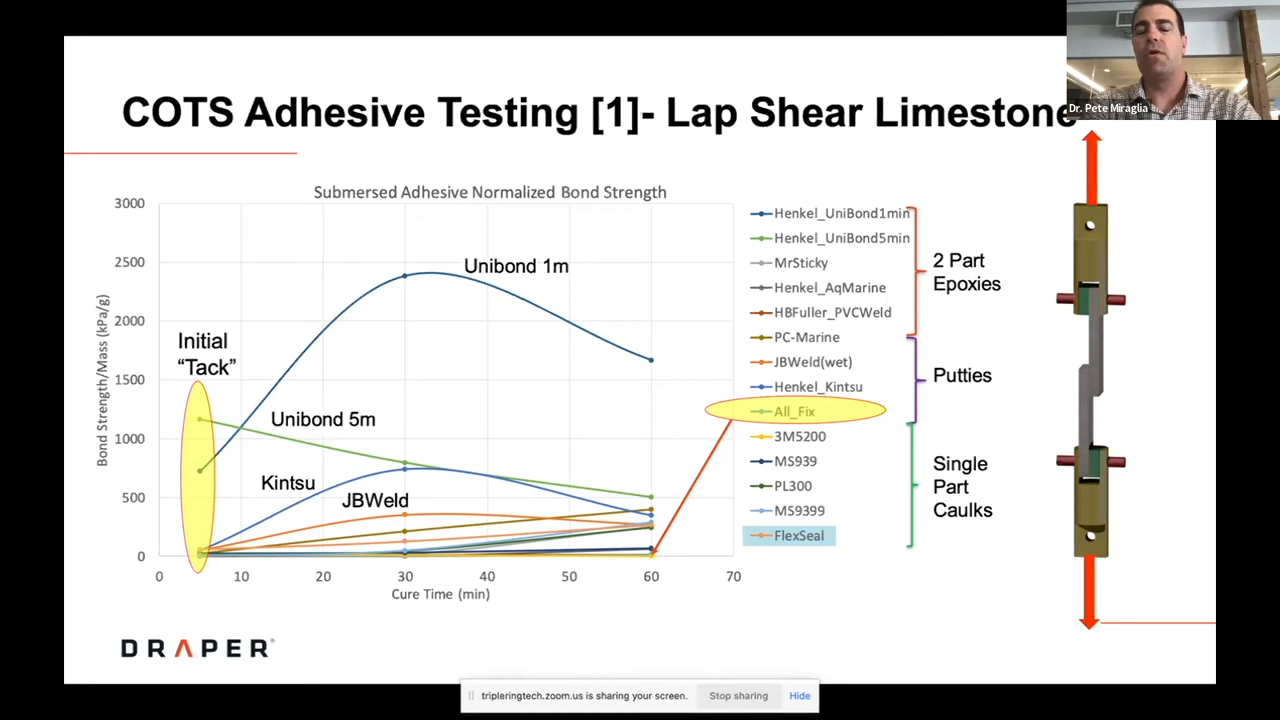 Dr. Pete Miraglia
COTS Adhesive Testing [1]- Lap Shear Limestone
Submersed Adhesive Normalized Bond Strength
3000
2500
2000
1500
1000
500
0
Bond Strength/Mass (kPa/g)
Initial
“Tack”
Unibond 1m
Unibond 5m
Kintsu
JBWeld
0
10
20
30
40
50
60
70
Cure Time (min)
Henkel_UniBond1min
Henkel_UniBond5min
MrSticky
Henkel_AqMarine
HBFuller_PVCWeld
PC-Marine
JBWeld(wet)
Henkel_Kintsu
All_Fix
3M5200
MS939
PL300
MS9399
FlexSeal
2 Part
Epoxies
Putties
Single
Part
Caulks
DRAPER®
tripleringtech.zoom.us is sharing your screen.
Stop sharing
Hide